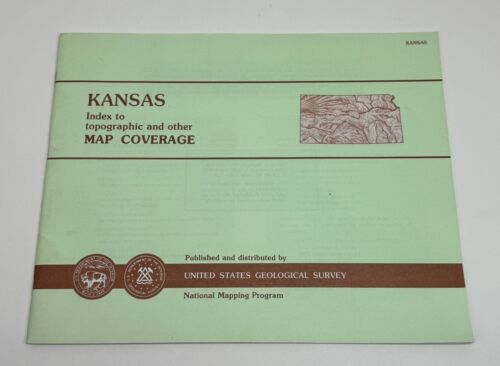 KANSAS
KANSAS
Index to
topographic and other
MAP COVERAGE
Published and distributed by
UNITED STATES GEOLOGICAL SURVEY
National Mapping Program